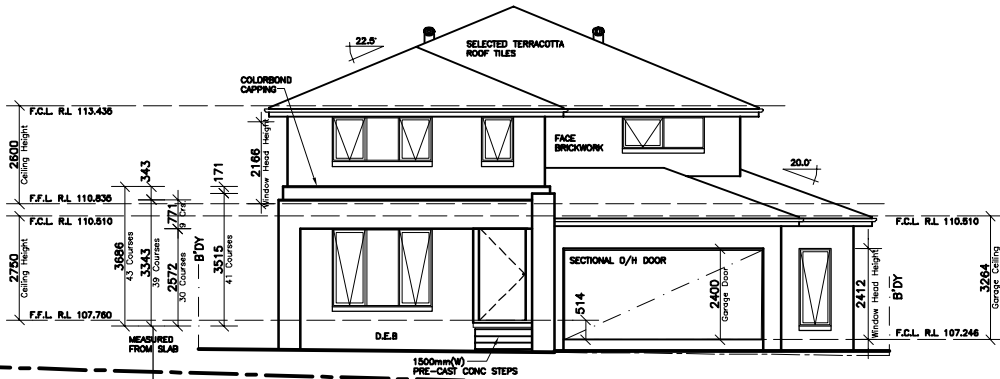 22.5°
SELECTED TERRACOTTA
ROOF TILES
COLORBOND
CAPPING
F.C.L. R.L 113.435
2600
Ceiling Height
343
171
2166
Window Head Height
FACE
BRICKWORK
20.0°
F.F.L. R.L 110.835
F.C.L. R.L 110.510
F.C.L. R.L 110.510
2750
Ceiling Height
3686
43 Courses
3343
39 Courses
771
9 Crs
2572
30 Courses
B'DY
3515
41 Courses
SECTIONAL O/H DOOR
514
2400
Garage Door
2412
Window Head Height
B'DY
3264
Garage Ceiling
F.F.L. R.L 107.760
F.C.L. R.L 107.246
D.E.B
MEASURED
FROM SLAB
1500mm(W)
PRE-CAST CONC STEPS